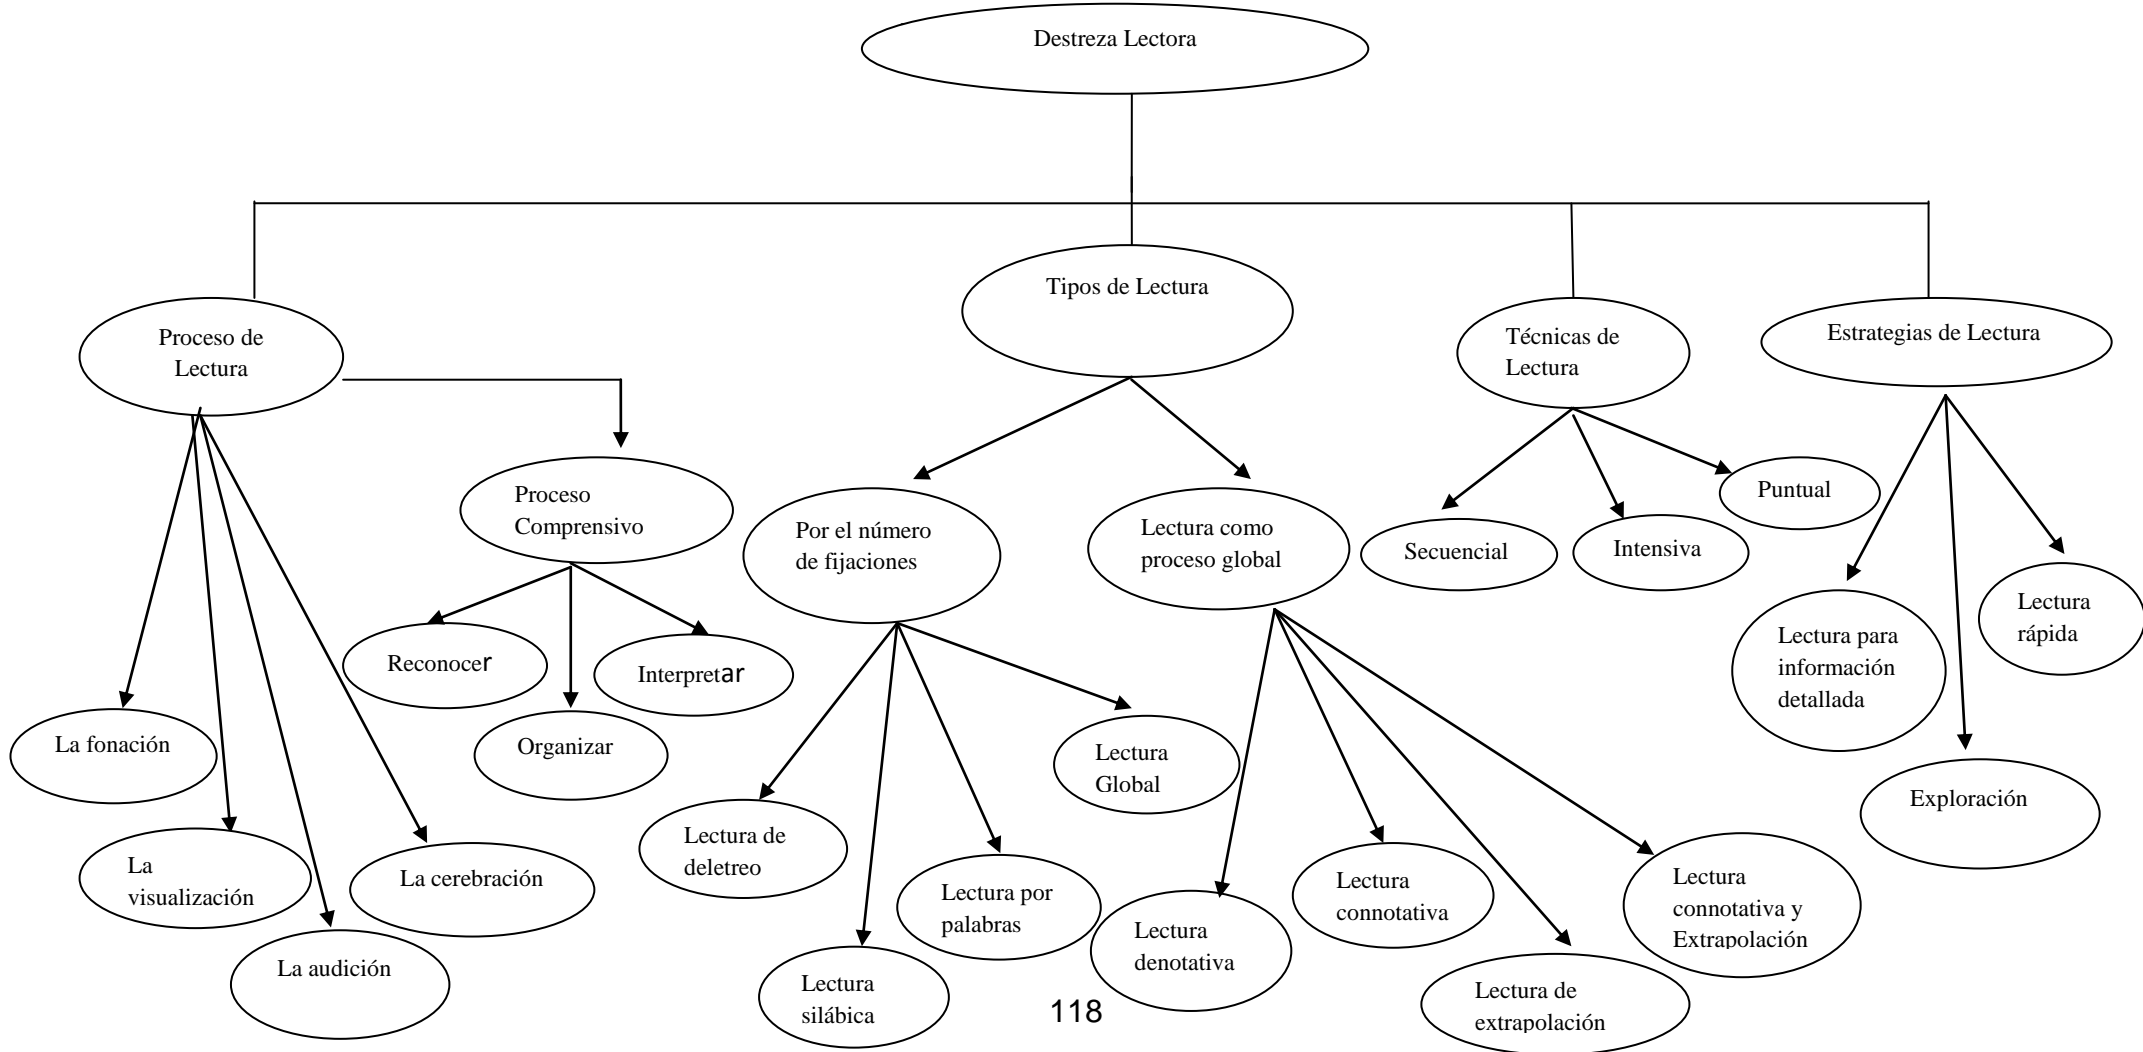 Destreza Lectora
Tipos de Lectura
Proceso de
Lectura
Técnicas de
Lectura
Estrategias de Lectura
Proceso
Comprensivo
Por el número
de fijaciones
Lectura como
proceso global
Secuencial
Intensiva
Puntual
Lectura para
información
detallada
Lectura
rápida
Exploración
Reconocer
Interpretar
Organizar
La fonación
La
visualización
La audición
La cerebración
Lectura de
deletreo
Lectura
silábica
Lectura por
palabras
Lectura
Global
Lectura
denotativa
Lectura
connotativa
Lectura de
extrapolación
Lectura
connotativa y
Extrapolación
118